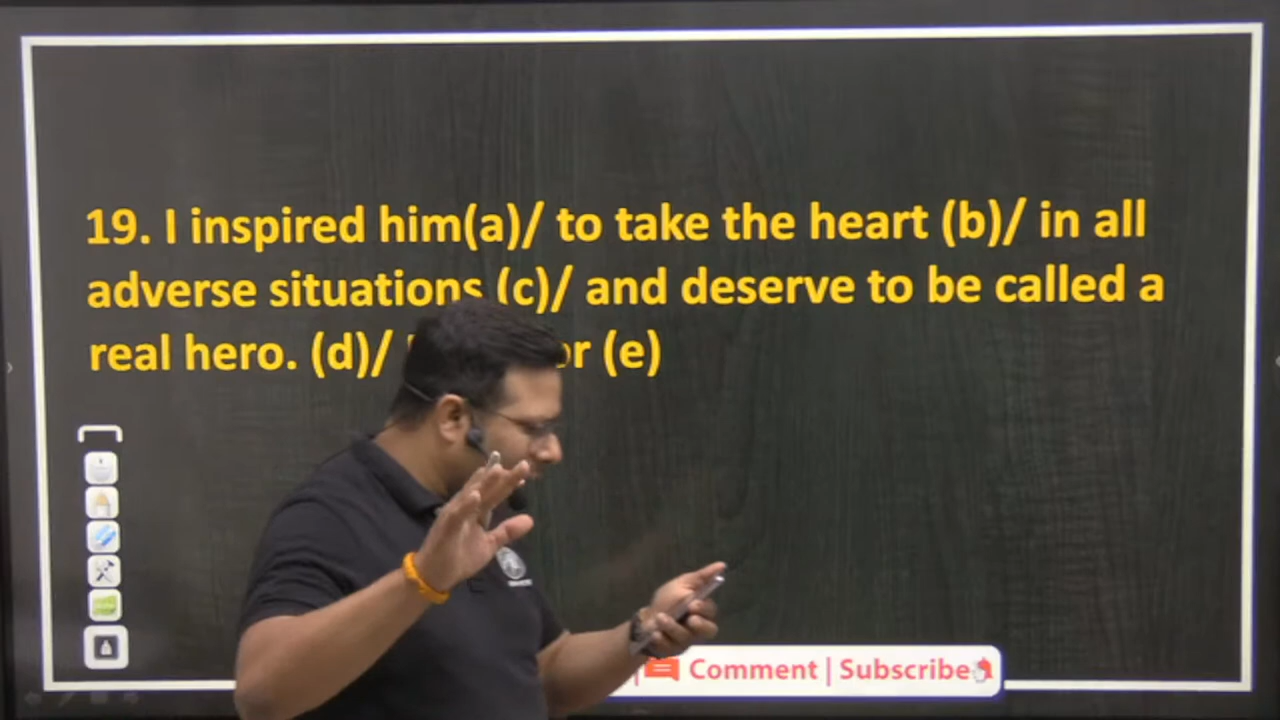 19. I inspired him(a)/ to take the heart (b)/ in all
adverse situations (c)/ and deserve to be called a
real hero. (d)/ (e)
Comment | Subscribe